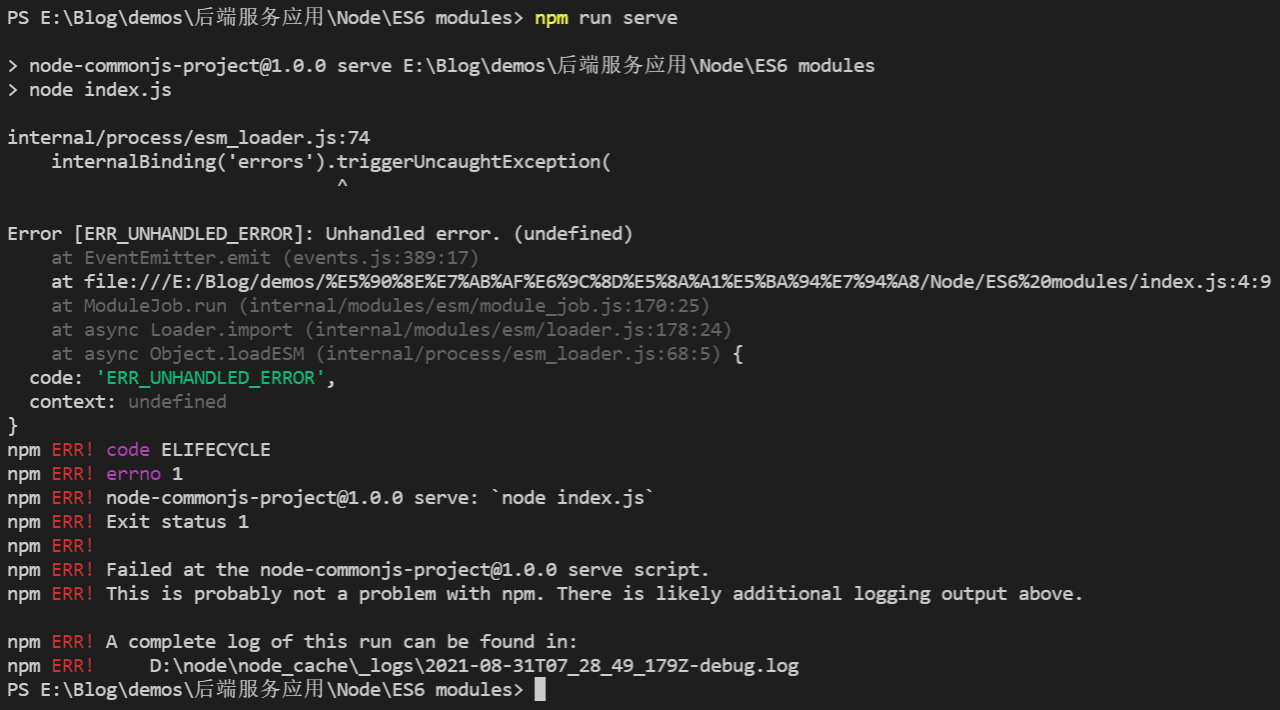 PS E:\Blog\demos\后端服务应用\Node\ES6 modules> npm run serve
> node-commonjs-project@1.0.0 serve E:\Blog\demos\后端服务应用\Node\ES6 modules
> node index.js
internal/process/esm_loader.js:74
    internalBinding('errors').triggerUncaughtException(
                              ^
Error [ERR_UNHANDLED_ERROR]: Unhandled error. (undefined)
    at EventEmitter.emit (events.js:389:17)
    at file:///E:/Blog/demos/%E5%90%8E%E7%AB%AF%E6%9C%8D%E5%8A%A1%E5%BA%94%E7%94%A8/Node/ES6%20modules/index.js:4:9
    at ModuleJob.run (internal/modules/esm/module_job.js:170:25)
    at async Loader.import (internal/modules/esm/loader.js:178:24)
    at async Object.loadESM (internal/process/esm_loader.js:68:5) {
  code: 'ERR_UNHANDLED_ERROR',
  context: undefined
}
npm ERR! code ELIFECYCLE
npm ERR! errno 1
npm ERR! node-commonjs-project@1.0.0 serve: `node index.js`
npm ERR! Exit status 1
npm ERR!
npm ERR! Failed at the node-commonjs-project@1.0.0 serve script.
npm ERR! This is probably not a problem with npm. There is likely additional logging output above.
npm ERR! A complete log of this run can be found in:
npm ERR!     D:\node\node_cache\_logs\2021-08-31T07_28_49_179Z-debug.log
PS E:\Blog\demos\后端服务应用\Node\ES6 modules>